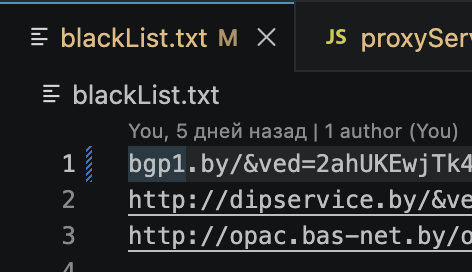 blackList.txt M JS proxySer
blackList.txt
You, 5 дней назад | 1 author (You)
1 bgp1.by/&ved=2ahUKEwjTk4
2 http://dipservice.by/&ve
3 http://opac.bas-net.by/o
4